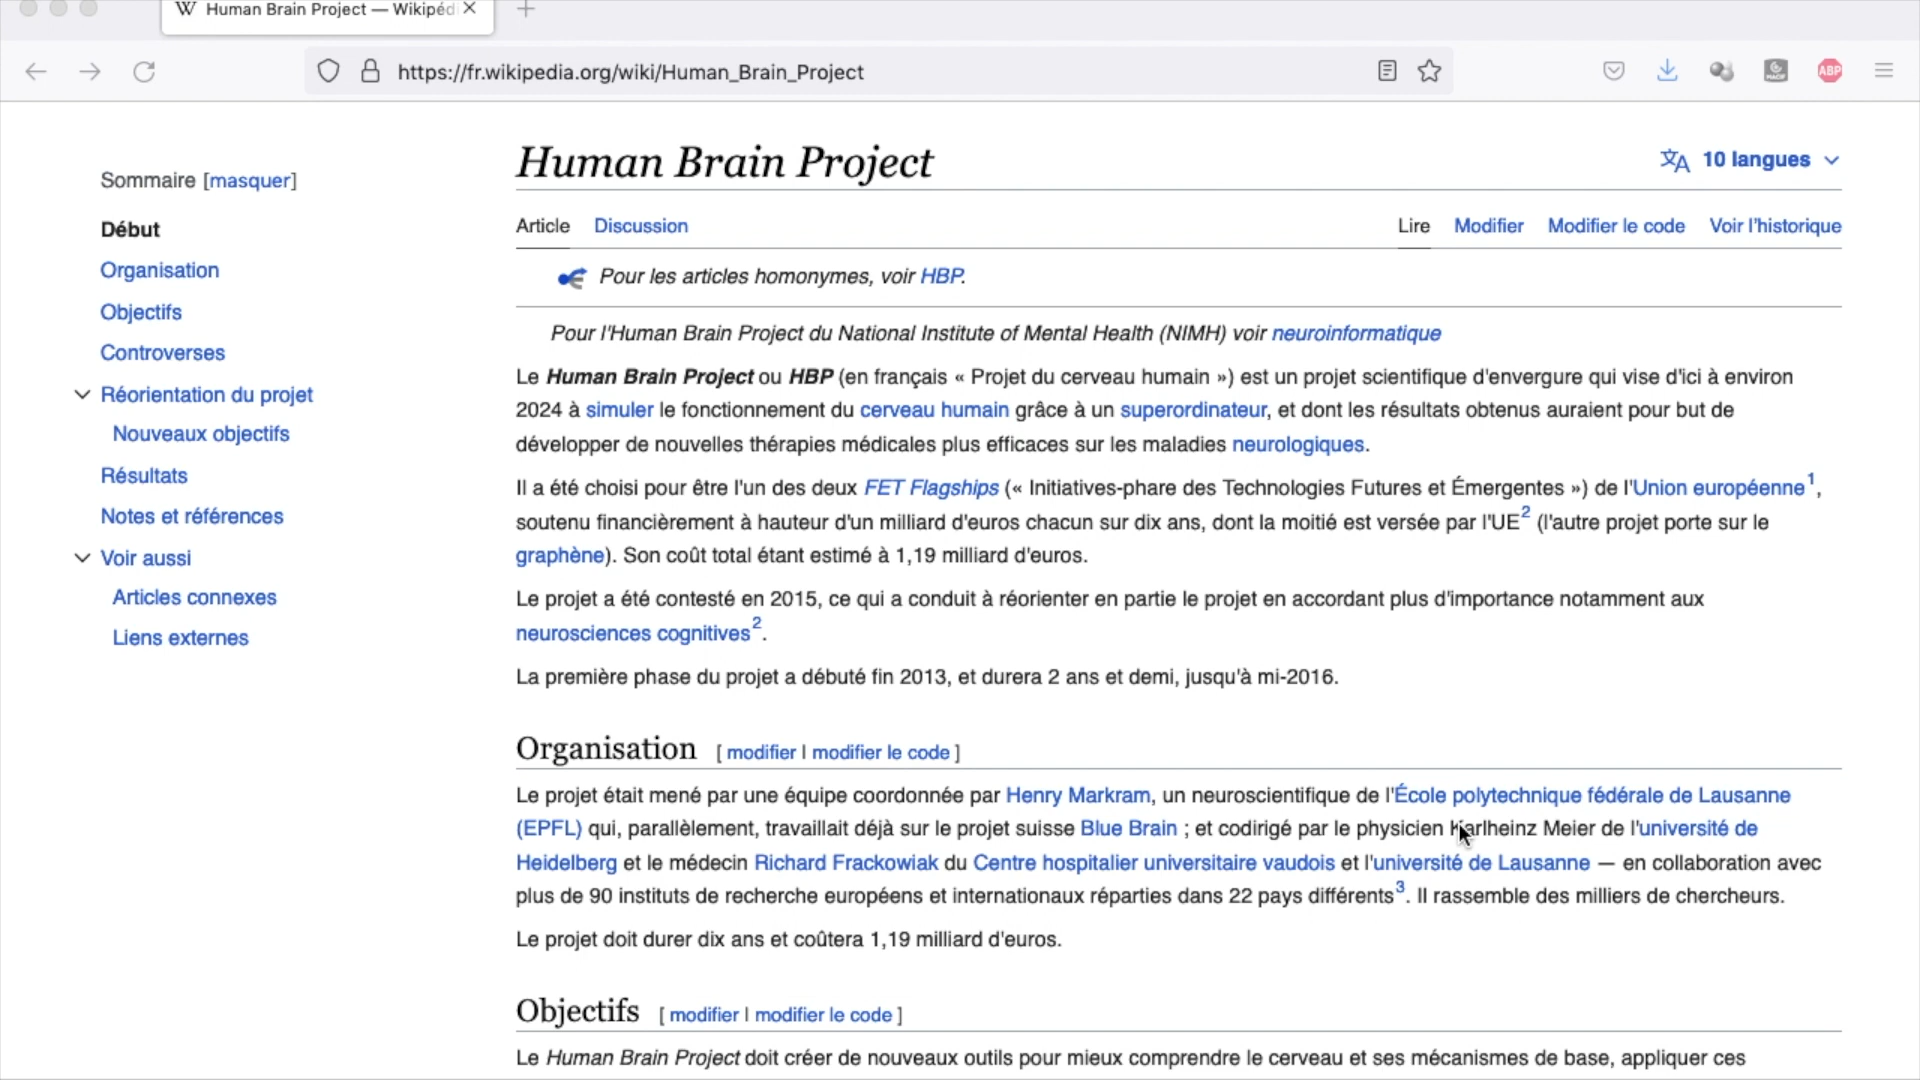 Human Brain Project — Wikipéd
https://fr.wikipedia.org/wiki/Human_Brain_Project
ABP
Sommaire [masquer]
Début
Organisation
Objectifs
Controverses
Réorientation du projet
Nouveaux objectifs
Résultats
Notes et références
Voir aussi
Articles connexes
Liens externes
Human Brain Project
10 langues
Article Discussion Lire Modifier Modifier le code Voir l'historique
Pour les articles homonymes, voir HBP.
Pour l'Human Brain Project du National Institute of Mental Health (NIMH) voir neuroinformatique
Le Human Brain Project ou HBP (en français « Projet du cerveau humain ») est un projet scientifique d'envergure qui vise d'ici à environ
2024 à simuler le fonctionnement du cerveau humain grâce à un superordinateur, et dont les résultats obtenus auraient pour but de
développer de nouvelles thérapies médicales plus efficaces sur les maladies neurologiques.
Il a été choisi pour être l'un des deux FET Flagships (« Initiatives-phare des Technologies Futures et Émergentes ») de l'Union européenne1,
soutenu financièrement à hauteur d'un milliard d'euros chacun sur dix ans, dont la moitié est versée par l'UE2 (l'autre projet porte sur le
graphène). Son coût total étant estimé à 1,19 milliard d'euros.
Le projet a été contesté en 2015, ce qui a conduit à réorienter en partie le projet en accordant plus d'importance notamment aux
neurosciences cognitives2.
La première phase du projet a débuté fin 2013, et durera 2 ans et demi, jusqu'à mi-2016.
Organisation [ modifier | modifier le code ]
Le projet était mené par une équipe coordonnée par Henry Markram, un neuroscientifique de l'École polytechnique fédérale de Lausanne
(EPFL) qui, parallèlement, travaillait déjà sur le projet suisse Blue Brain ; et codirigé par le physicien Karlheinz Meier de l'université de
Heidelberg et le médecin Richard Frackowiak du Centre hospitalier universitaire vaudois et l'université de Lausanne — en collaboration avec
plus de 90 instituts de recherche européens et internationaux réparties dans 22 pays différents3. Il rassemble des milliers de chercheurs.
Le projet doit durer dix ans et coûtera 1,19 milliard d'euros.
Objectifs [ modifier | modifier le code ]
Le Human Brain Project doit créer de nouveaux outils pour mieux comprendre le cerveau et ses mécanismes de base, appliquer ces